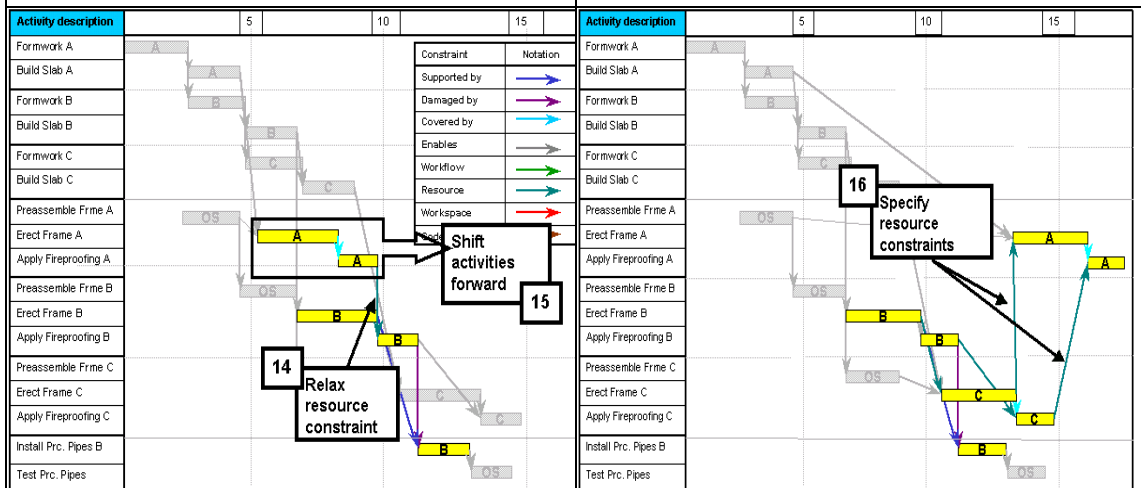 Activity description 5 10 15
Formwork A A
Build Slab A A
Formwork B B
Build Slab B B
Formwork C C
Build Slab C C
Preassemble Frme A OS
Erect Frame A A
Apply Fireproofing A A
Preassemble Frme B OS
Erect Frame B B
Apply Fireproofing B B
Preassemble Frme C
Erect Frame C C
Apply Fireproofing C C
Install Prc. Pipes B B
Test Prc. Pipes OS
Constraint Notation
Supported by
Damaged by
Covered by
Enables
Workflow
Resource
Workspace
Shift
activities
forward
15
14
Relax
resource
constraint
Activity description 5 10 15
Formwork A A
Build Slab A A
Formwork B B
Build Slab B B
Formwork C C
Build Slab C
Preassemble Frme A OS
Erect Frame A A
Apply Fireproofing A A
Preassemble Frme B OS
Erect Frame B B
Apply Fireproofing B B
Preassemble Frme C OS
Erect Frame C C
Apply Fireproofing C C
Install Prc. Pipes B B
Test Prc. Pipes OS
16
Specify
resource
constraints